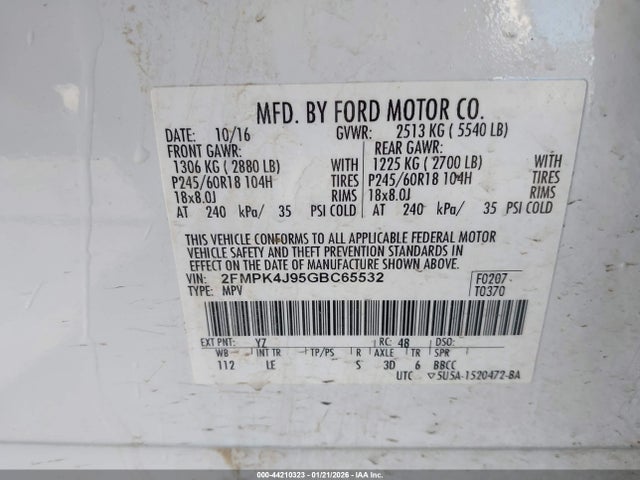 MFD. BY FORD MOTOR CO.
DATE: 10/16 GVWR: 2513 KG ( 5540 LB)
FRONT GAWR: REAR GAWR:
1306 KG ( 2880 LB) WITH 1225 KG ( 2700 LB) WITH
P245/60R18 104H TIRES P245/60R18 104H TIRES
18x8.0J RIMS 18x8.0J RIMS
AT 240 kPa/ 35 PSI COLD AT 240 kPa/ 35 PSI COLD
THIS VEHICLE CONFORMS TO ALL APPLICABLE FEDERAL MOTOR
VEHICLE SAFETY AND THEFT PREVENTION STANDARDS IN
EFFECT ON THE DATE OF MANUFACTURE SHOWN ABOVE.
VIN: 2FMPK4J95GBC65532 F0207
TYPE: MPV T0370
EXT PNT: YZ RC: 48 DSO:
WB INT TR TP/PS R AXLE TR SPR
112 LE S 3D 6 BBCC
UTC ▽5U5A-1520472-BA
000-44210323 - 01/21/2026 - IAA Inc.